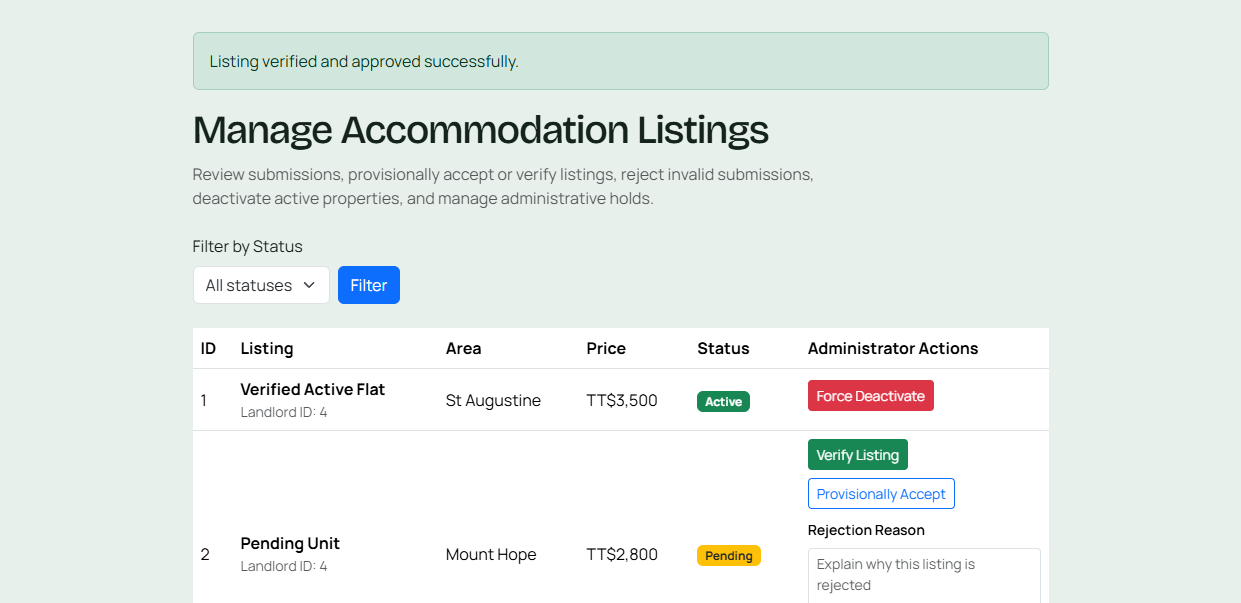 Listing verified and approved successfully.
Manage Accommodation Listings
Review submissions, provisionally accept or verify listings, reject invalid submissions,
deactivate active properties, and manage administrative holds.
Filter by Status
All statuses Filter
ID Listing Area Price Status Administrator Actions
1 Verified Active Flat St Augustine TT$3,500 Active Force Deactivate
Landlord ID: 4
Verify Listing
Provisionally Accept
Rejection Reason
2 Pending Unit Mount Hope TT$2,800 Pending
Landlord ID: 4
Explain why this listing is
rejected